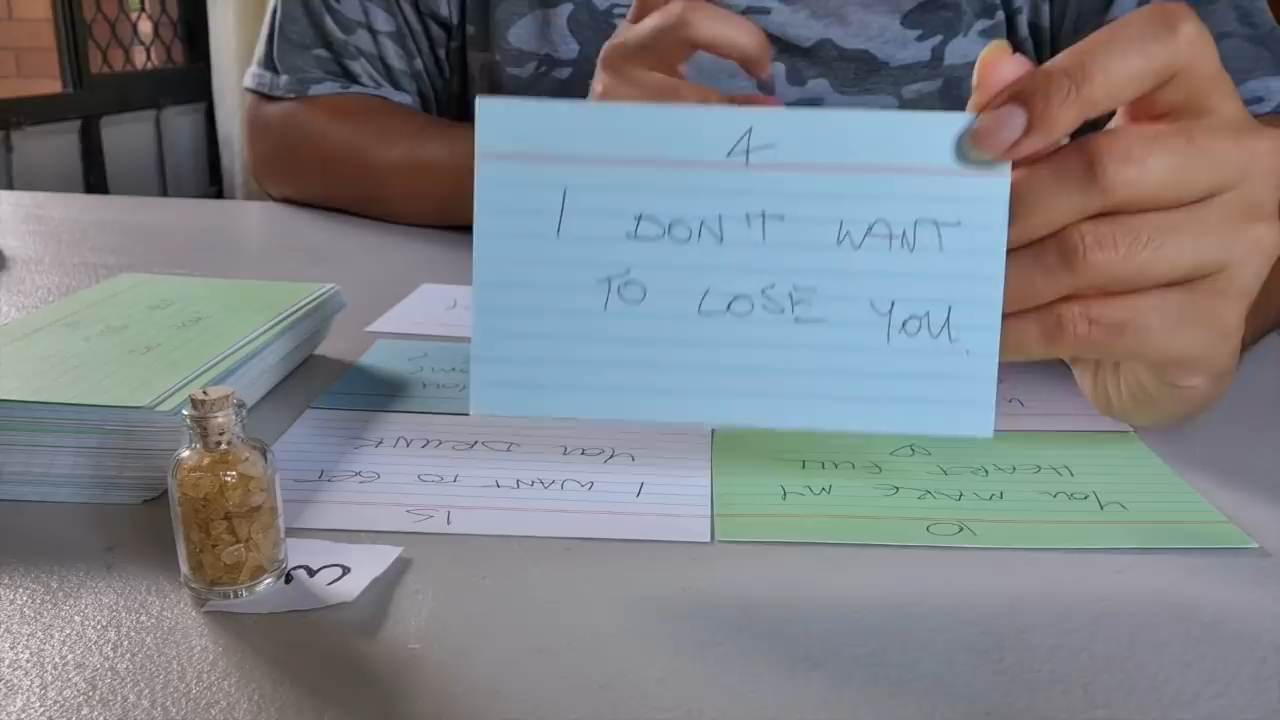 4
I DON'T WANT
TO LOSE YOU.
YOU
15
I WANT TO GET
YOU DRUNK
10
YOU MAKE MY
HEART FULL
3